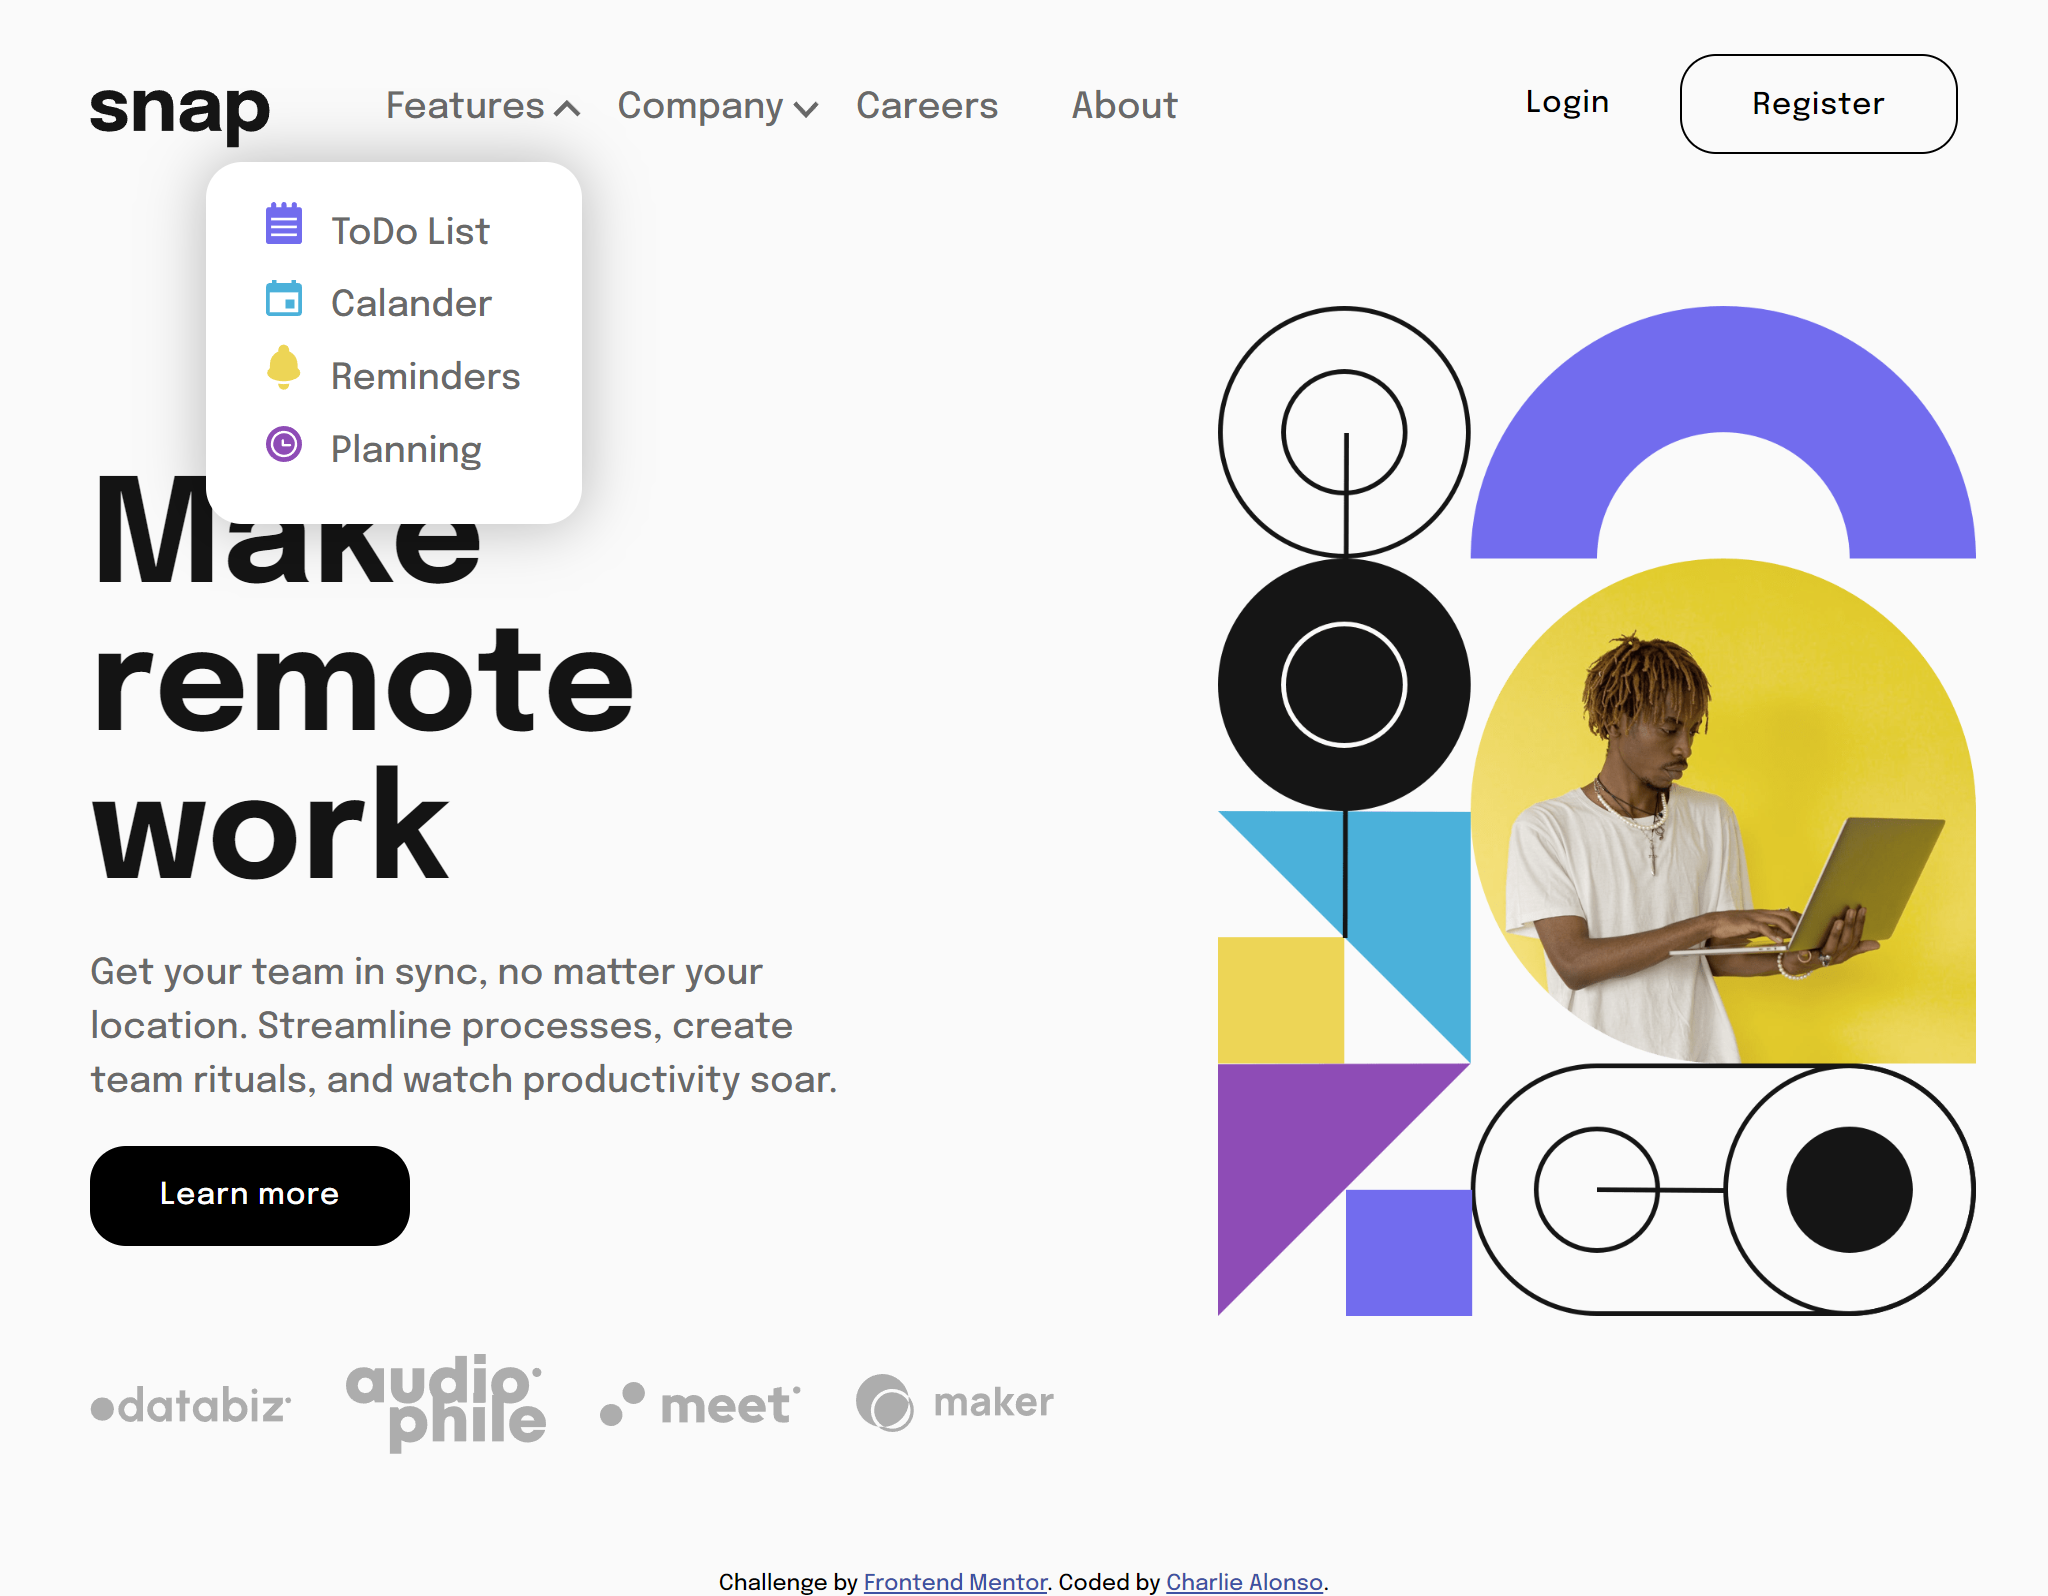 snap
Features Company Careers About Login Register
ToDo List
Calander
Reminders
Planning
Make
remote
work
Get your team in sync, no matter your
location. Streamline processes, create
team rituals, and watch productivity soar.
Learn more
databiz audio meet maker
phile
Challenge by Frontend Mentor. Coded by Charlie Alonso.